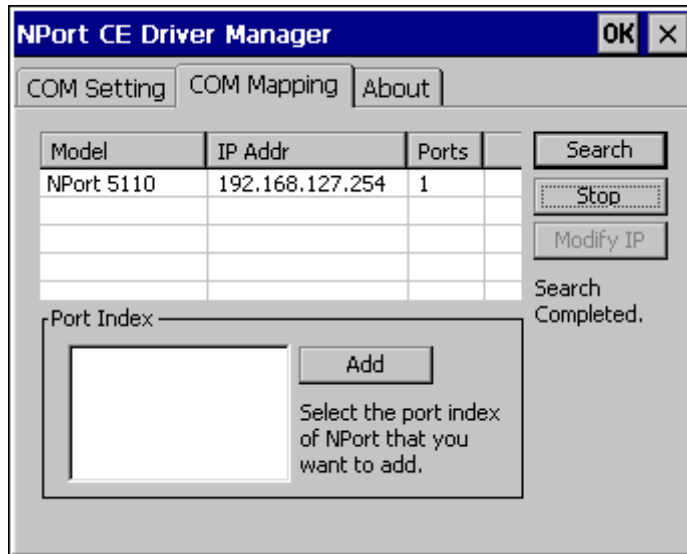 NPort CE Driver Manager OK ×
COM Setting COM Mapping About
Model IP Addr Ports
NPort 5110 192.168.127.254 1
Search
Stop
Modify IP
Search
Completed.
Port Index
Add
Select the port index
of NPort that you
want to add.